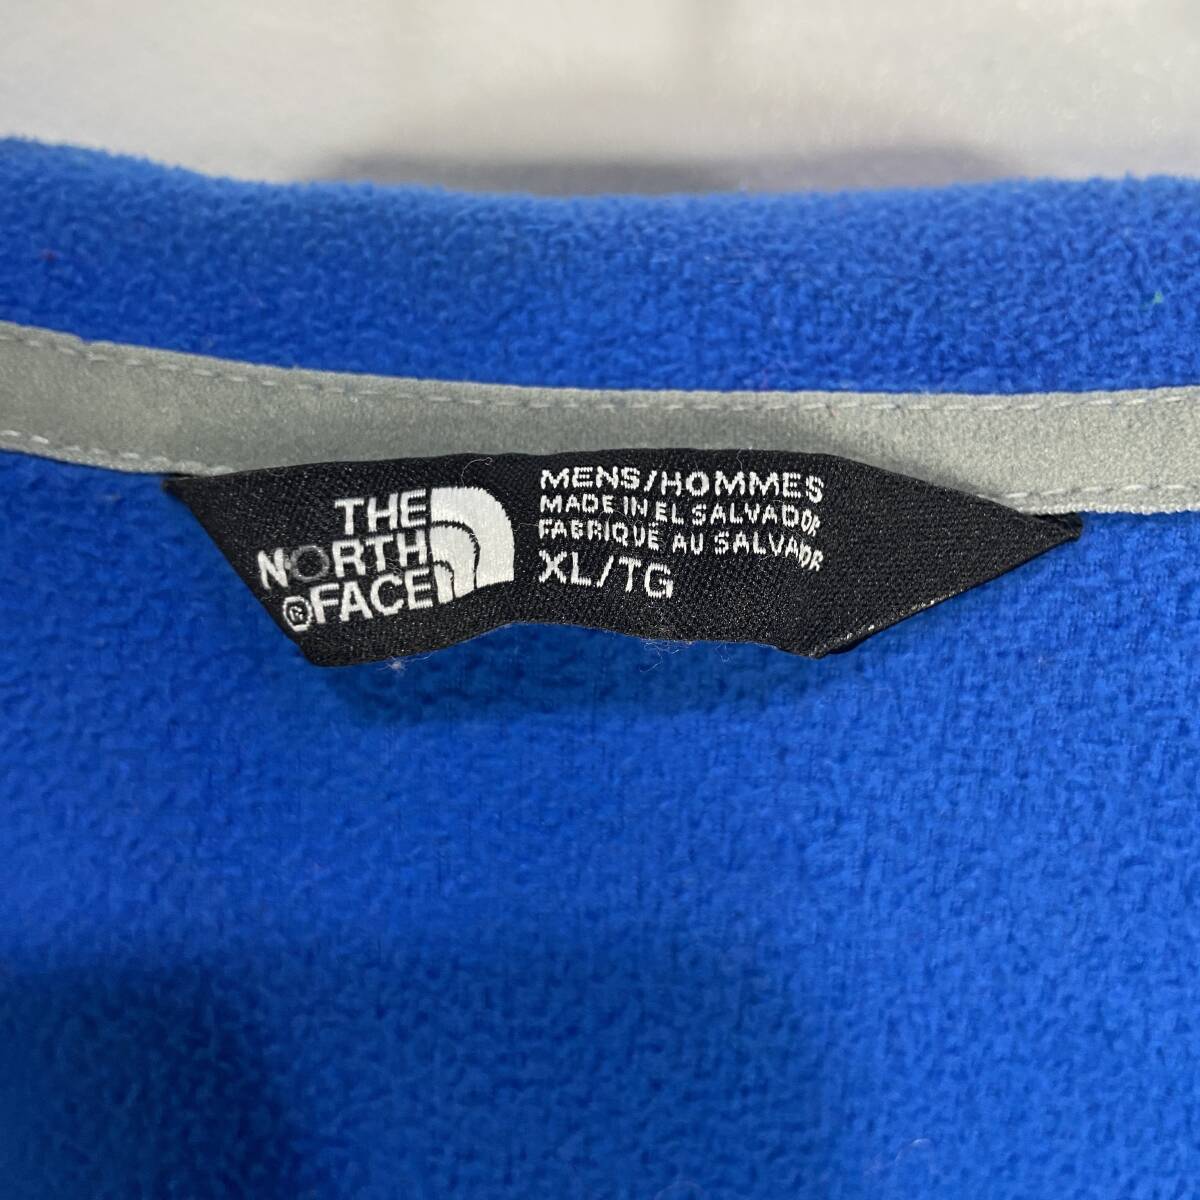 THE
NORTH
®FACE
MENS/HOMMES
MADE IN EL SALVADOR
FABRIQUÉ AU SALVADOR
XL/TG